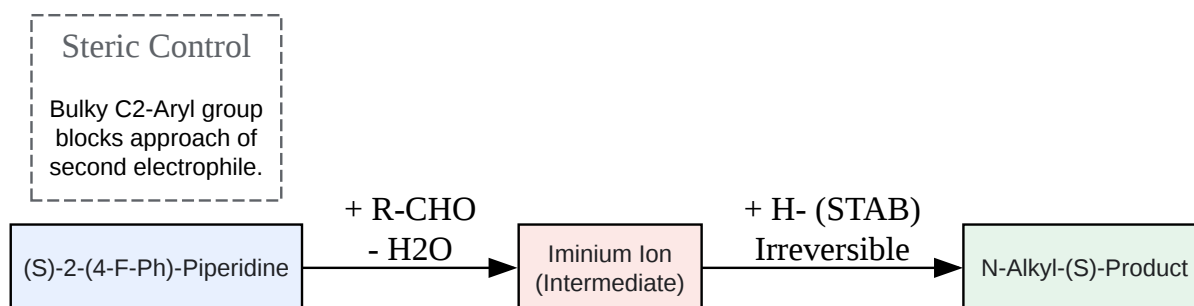 Steric Control
Bulky C2-Aryl group
blocks approach of
second electrophile.
(S)-2-(4-F-Ph)-Piperidine
+ R-CHO
- H2O
Iminium Ion
(Intermediate)
+ H- (STAB)
Irreversible
N-Alkyl-(S)-Product